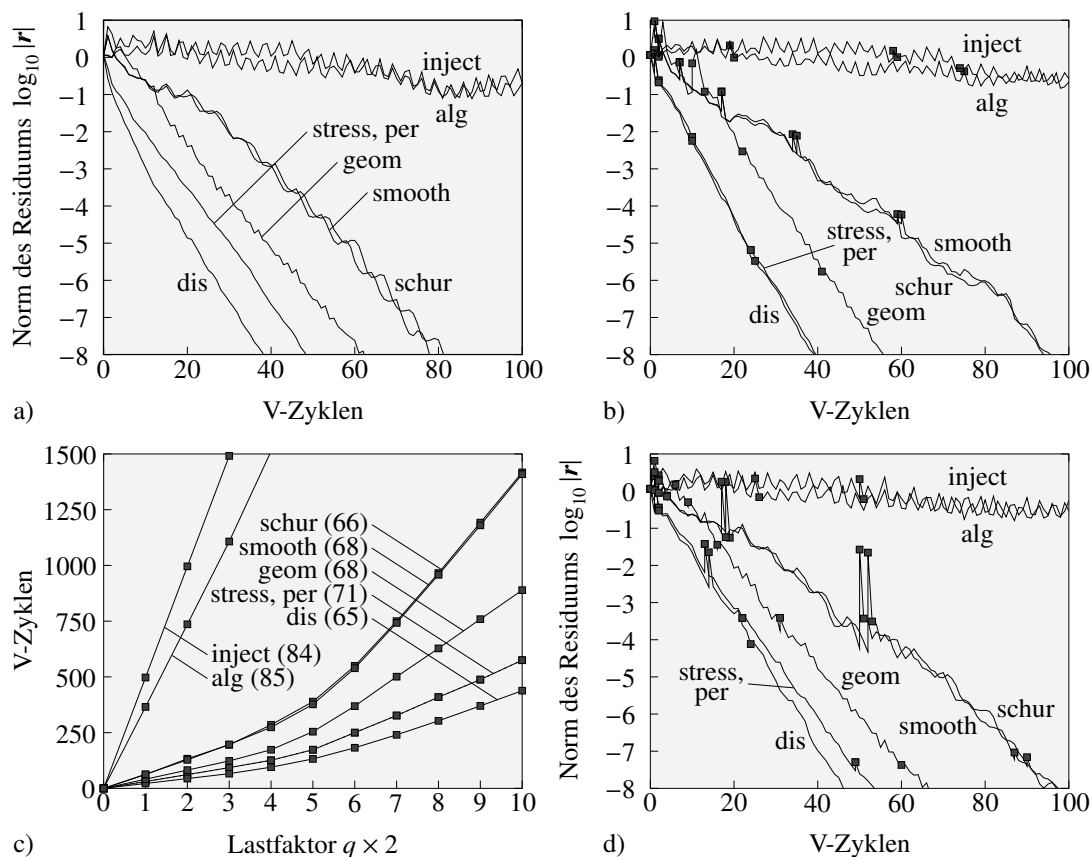 1
0
−1
−2
−3
−4
−5
−6
−7
−8
Norm des Residuums log10 |r|
inject
alg
stress, per
geom
smooth
schur
dis
0 20 40 60 80 100
a) V-Zyklen
1
0
−1
−2
−3
−4
−5
−6
−7
−8
inject
alg
stress,
per
smooth
schur
geom
dis
0 20 40 60 80 100
b) V-Zyklen
1500
1250
1000
750
500
250
0
V-Zyklen
schur (66)
smooth (68)
geom (68)
stress, per (71)
dis (65)
inject (84)
alg (85)
0 1 2 3 4 5 6 7 8 9 10
c) Lastfaktor q × 2
1
0
−1
−2
−3
−4
−5
−6
−7
−8
Norm des Residuums log10 |r|
inject
alg
stress,
per
geom
smooth
schur
dis
0 20 40 60 80 100
d) V-Zyklen